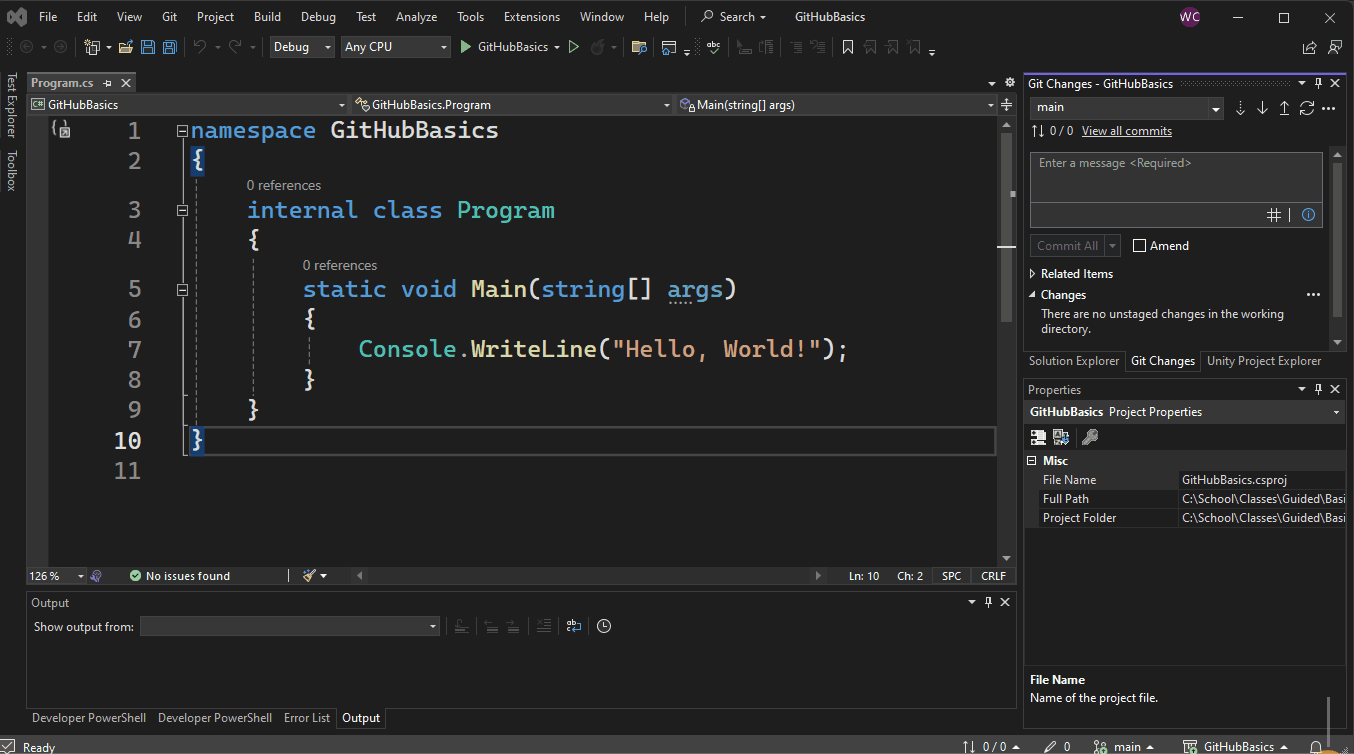 File Edit View Git Project Build Debug Test Analyze Tools Extensions Window Help Search GitHubBasics WC
Debug Any CPU GitHubBasics
Test Explorer
Toolbox
Program.cs
GitHubBasics GitHubBasics.Program Main(string[] args)
1 namespace GitHubBasics
2 {
0 references
3 internal class Program
4 {
0 references
5 static void Main(string[] args)
6 {
7 Console.WriteLine("Hello, World!");
8 }
9 }
10 }
11
126 % No issues found Ln: 10 Ch: 2 SPC CRLF
Output
Show output from:
Developer PowerShell Developer PowerShell Error List Output
Git Changes - GitHubBasics
main
0 / 0 View all commits
Enter a message <Required>
Commit All Amend
Related Items
Changes
There are no unstaged changes in the working
directory.
Solution Explorer Git Changes Unity Project Explorer
Properties
GitHubBasics Project Properties
Misc
File Name GitHubBasics.csproj
Full Path C:\School\Classes\Guided\Basi
Project Folder C:\School\Classes\Guided\Basi
File Name
Name of the project file.
Ready 0 / 0 0 main GitHubBasics